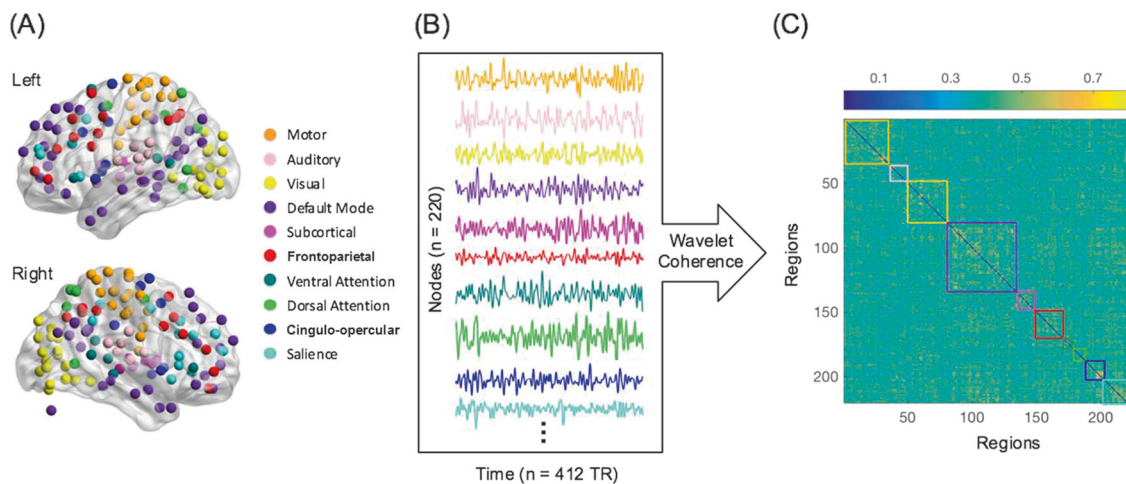 (A)
Left
Right
Motor
Auditory
Visual
Default Mode
Subcortical
Frontoparietal
Ventral Attention
Dorsal Attention
Cingulo-opercular
Salience
(B)
Nodes (n = 220)
Time (n = 412 TR)
Wavelet
Coherence
(C)
0.1 0.3 0.5 0.7
Regions
50
100
150
200
50 100 150 200
Regions